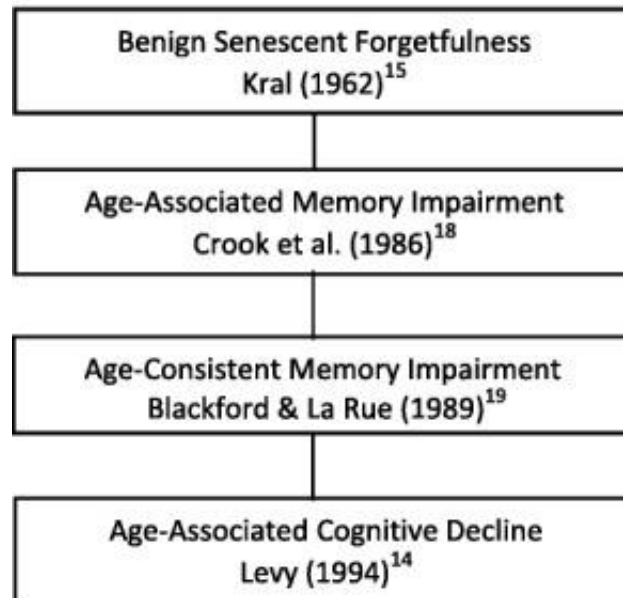 Benign Senescent Forgetfulness
Kral (1962)15
Age-Associated Memory Impairment
Crook et al. (1986)18
Age-Consistent Memory Impairment
Blackford & La Rue (1989)19
Age-Associated Cognitive Decline
Levy (1994)14